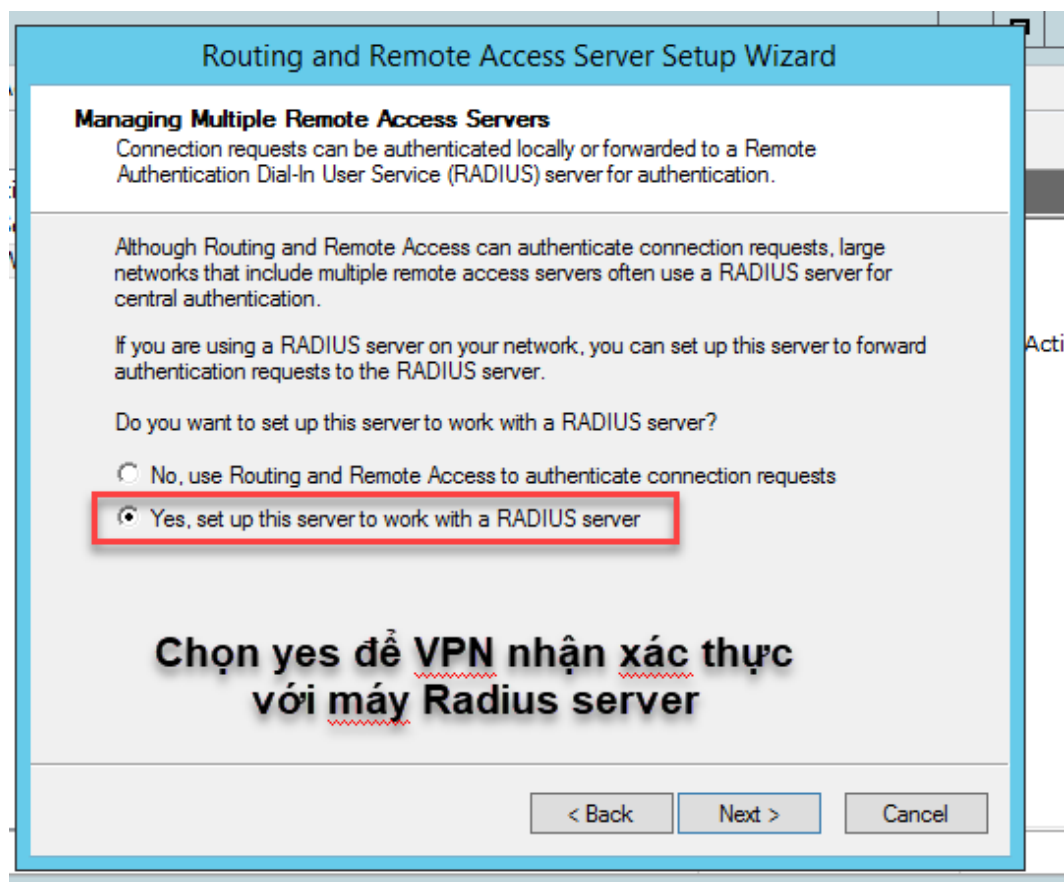 Routing and Remote Access Server Setup Wizard
Managing Multiple Remote Access Servers
Connection requests can be authenticated locally or forwarded to a Remote
Authentication Dial-In User Service (RADIUS) server for authentication.
Although Routing and Remote Access can authenticate connection requests, large
networks that include multiple remote access servers often use a RADIUS server for
central authentication.
If you are using a RADIUS server on your network, you can set up this server to forward
authentication requests to the RADIUS server.
Acti
Do you want to set up this server to work with a RADIUS server?
No, use Routing and Remote Access to authenticate connection requests
Yes, set up this server to work with a RADIUS server
Chọn yes để VPN nhận xác thực
với máy Radius server
< Back Next > Cancel